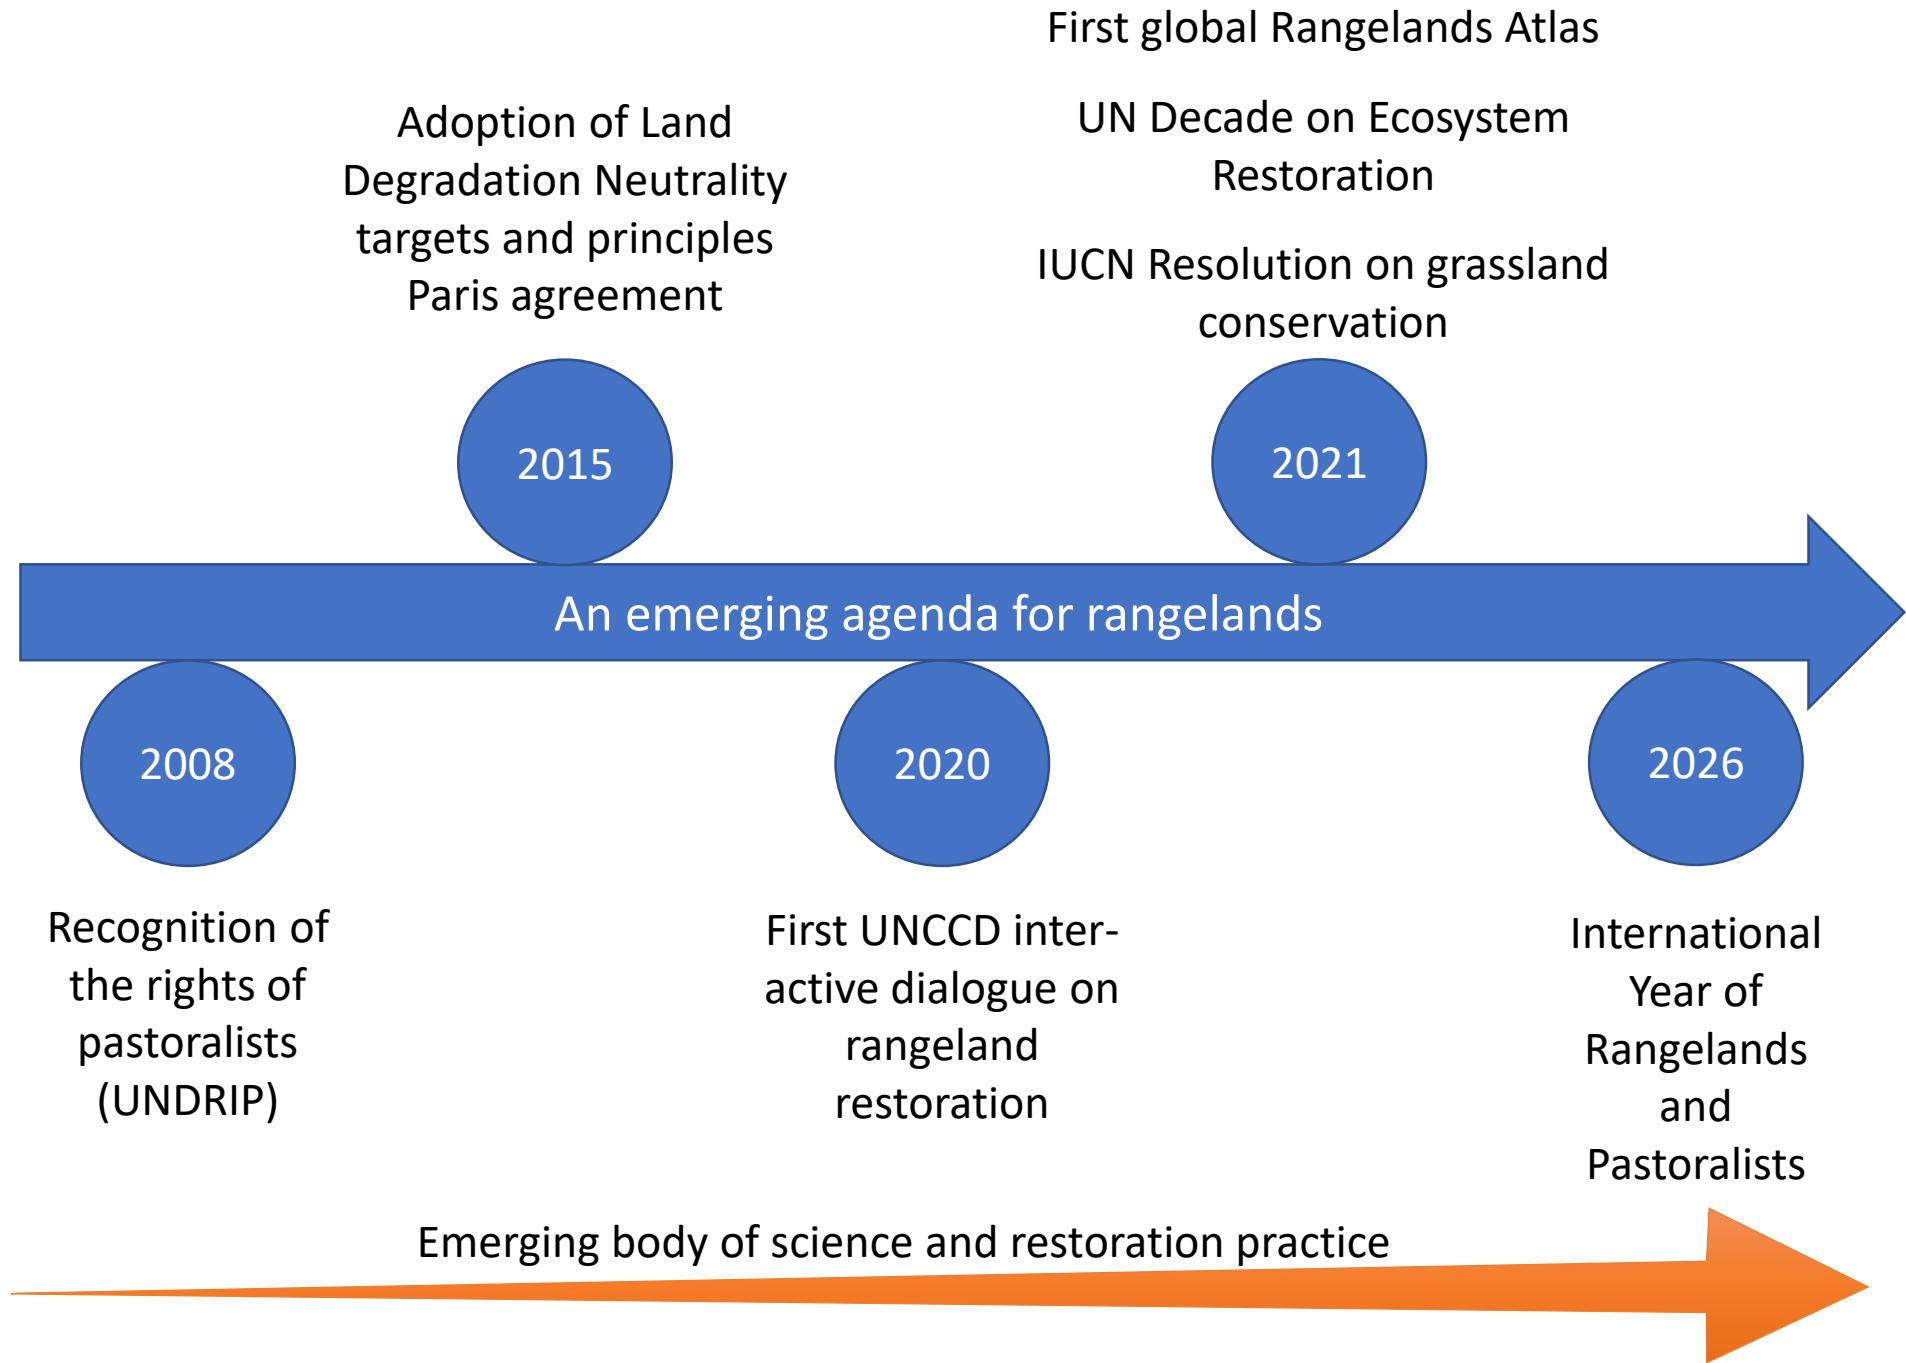 First global Rangelands Atlas
UN Decade on Ecosystem
Restoration
IUCN Resolution on grassland
conservation
Adoption of Land
Degradation Neutrality
targets and principles
Paris agreement
2015
2021
An emerging agenda for rangelands
2008
2020
2026
Recognition of
the rights of
pastoralists
(UNDRIP)
First UNCCD inter-
active dialogue on
rangeland
restoration
International
Year of
Rangelands
and
Pastoralists
Emerging body of science and restoration practice